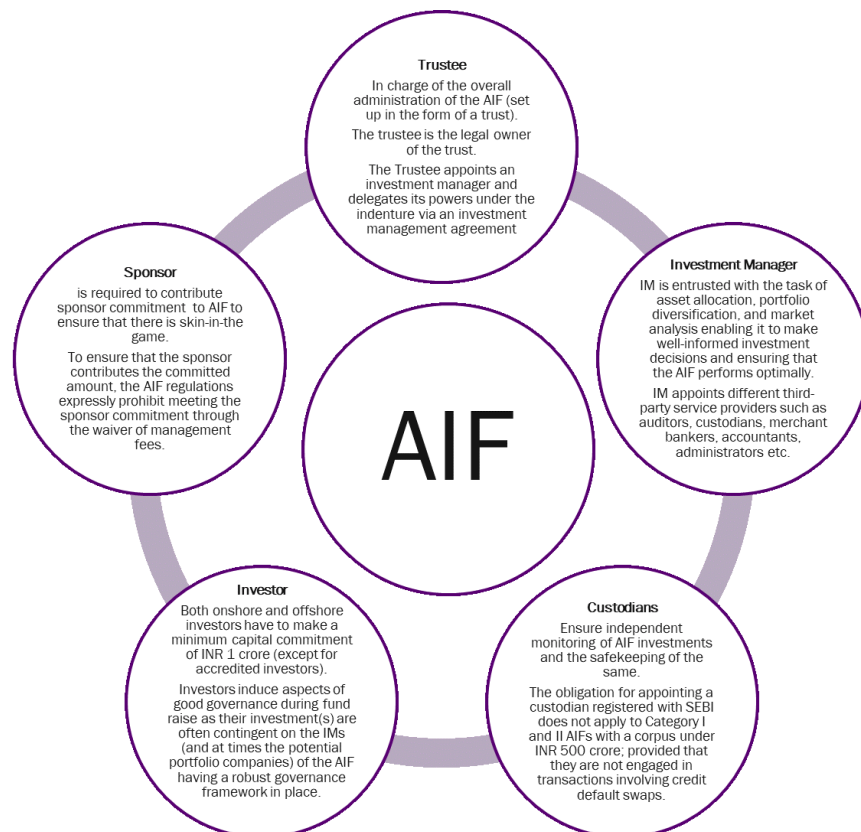 Trustee
In charge of the overall
administration of the AIF (set
up in the form of a trust).
The trustee is the legal owner
of the trust.
The Trustee appoints an
investment manager and
delegates its powers under the
indenture via an investment
management agreement
Investment Manager
IM is entrusted with the task of
asset allocation, portfolio
diversification, and market
analysis enabling it to make
well-informed investment
decisions and ensuring that
the AIF performs optimally.
IM appoints different third-
party service providers such as
auditors, custodians, merchant
bankers, accountants,
administrators etc.
Custodians
Ensure independent
monitoring of AIF investments
and the safekeeping of the
same.
The obligation for appointing a
custodian registered with SEBI
does not apply to Category I
and II AIFs with a corpus under
INR 500 crore; provided that
they are not engaged in
transactions involving credit
default swaps.
Investor
Both onshore and offshore
investors have to make a
minimum capital commitment
of INR 1 crore (except for
accredited investors).
Investors induce aspects of
good governance during fund
raise as their investment(s) are
often contingent on the IMs
(and at times the potential
portfolio companies) of the AIF
having a robust governance
framework in place.
Sponsor
is required to contribute
sponsor commitment to AIF to
ensure that there is skin-in-the
game.
To ensure that the sponsor
contributes the committed
amount, the AIF regulations
expressly prohibit meeting the
sponsor commitment through
the waiver of management
fees.
AIF